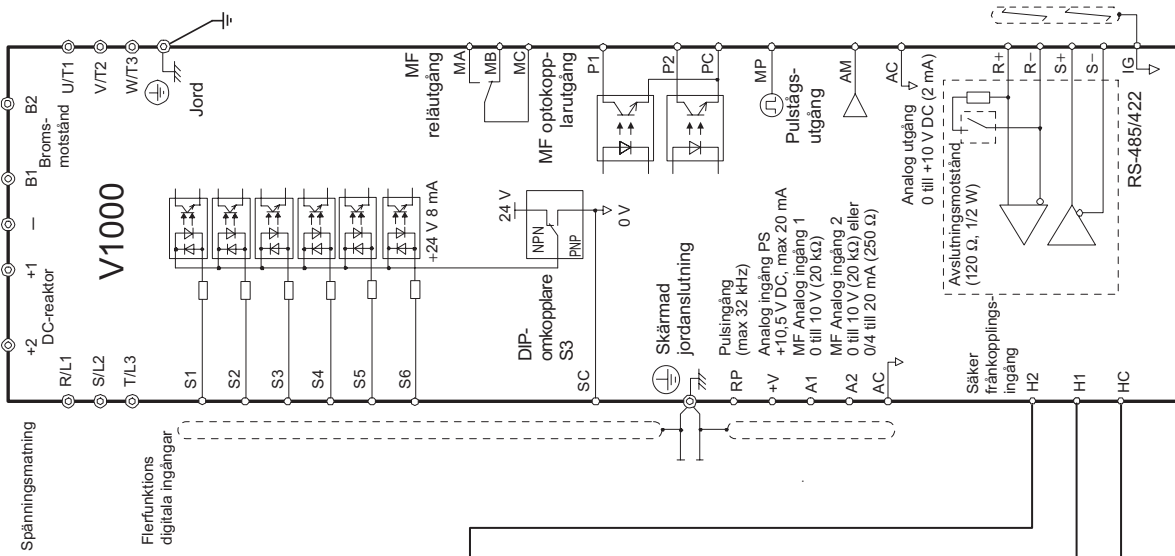 Spänningsmatning
R/L1
S/L2
T/L3
+2
+1
DC-reaktor
–
B1
B2
Broms-
motstånd
U/T1
V/T2
W/T3
Jord
V1000
Flerfunktions
digitala ingångar
S1
S2
S3
S4
S5
S6
+24 V 8 mA
SC
DIP-
omkopplare
S3
24 V
NPN
PNP
0 V
MF
reläutgång
MA
MB
MC
MF optokopp-
larutgång
P1
P2
PC
Skärmad
jordanslutning
RP
Pulsingång
(max 32 kHz)
+V
Analog ingång PS
+10,5 V DC, max 20 mA
A1
MF Analog ingång 1
0 till 10 V (20 kΩ)
A2
MF Analog ingång 2
0 till 10 V (20 kΩ) eller
0/4 till 20 mA (250 Ω)
AC
MP
Pulstågs-
utgång
AM
AC
Analog utgång
0 till +10 V DC (2 mA)
Säker
frånkopplings-
ingång
H2
H1
HC
Avslutningsmotstånd
(120 Ω, 1/2 W)
R+
R–
S+
S–
IG
RS-485/422